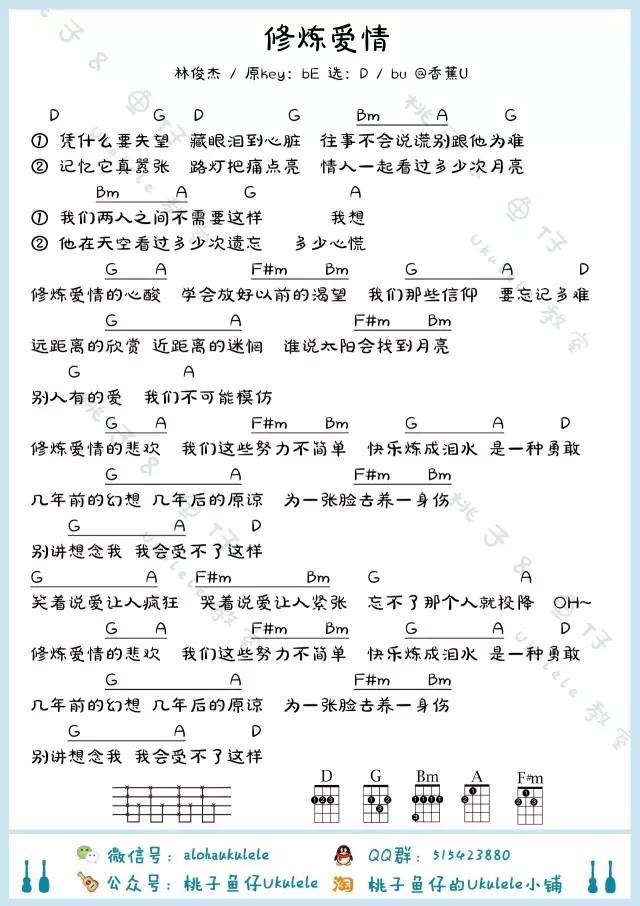 修炼爱情
林俊杰 / 原key: bE 选: D / bu @香蕉U
D G D G Bm A G
① 凭什么要失望 藏眼泪到心脏 往事不会说谎别跟他为难
② 记忆它真嚣张 路灯把痛点亮 情人一起看过多少次月亮
Bm A G A
① 我们两人之间不需要这样 我想
② 他在天空看过多少次遗忘 多少心慌
G A F#m Bm G A D
修炼爱情的心酸 学会放好以前的渴望 我们那些信仰 要忘记多难
G A F#m Bm
远距离的欣赏 近距离的迷惘 谁说太阳会找到月亮
G A
别人有的爱 我们不可能模仿
G A F#m Bm G A D
修炼爱情的悲欢 我们这些努力不简单 快乐炼成泪水 是一种勇敢
G A F#m Bm
几年前的幻想 几年后的原谅 为一张脸去养一身伤
G A D
别讲想念我 我会受不了这样
G A F#m Bm G A
笑着说爱让人疯狂 哭着说爱让人紧张 忘不了那个人就投降 OH~
G A F#m Bm G A D
修炼爱情的悲欢 我们这些努力不简单 快乐炼成泪水 是一种勇敢
G A F#m Bm
几年前的幻想 几年后的原谅 为一张脸去养一身伤
G A D
别讲想念我 我会受不了这样
D G Bm A F#m
微信号: alohaukulele QQ群: 515423880
公众号: 桃子鱼仔Ukulele 淘 桃子鱼仔的Ukulele小铺
桃子&鱼仔
Ukulele教室